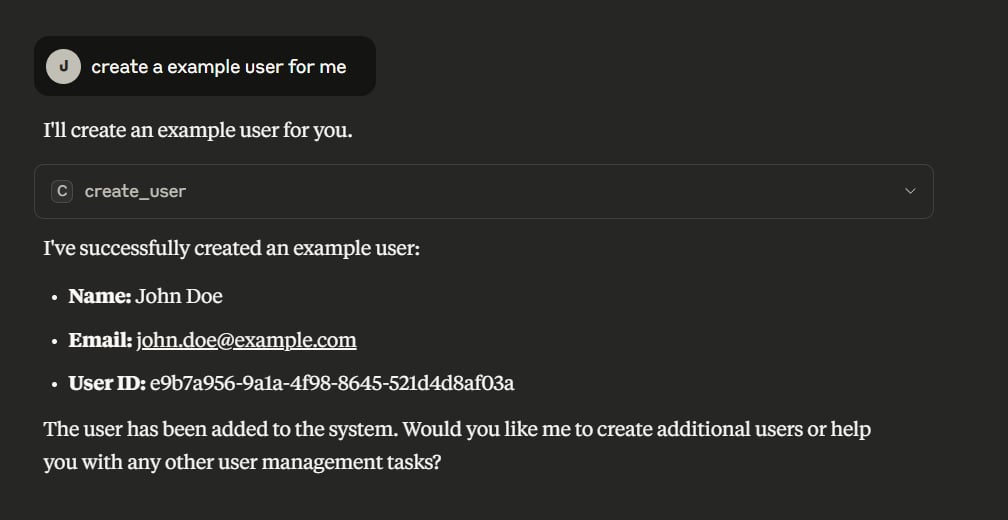 J create a example user for me
I'll create an example user for you.
C create_user
I've successfully created an example user:
• Name: John Doe
• Email: john.doe@example.com
• User ID: e9b7a956-9a1a-4f98-8645-521d4d8af03a
The user has been added to the system. Would you like me to create additional users or help
you with any other user management tasks?